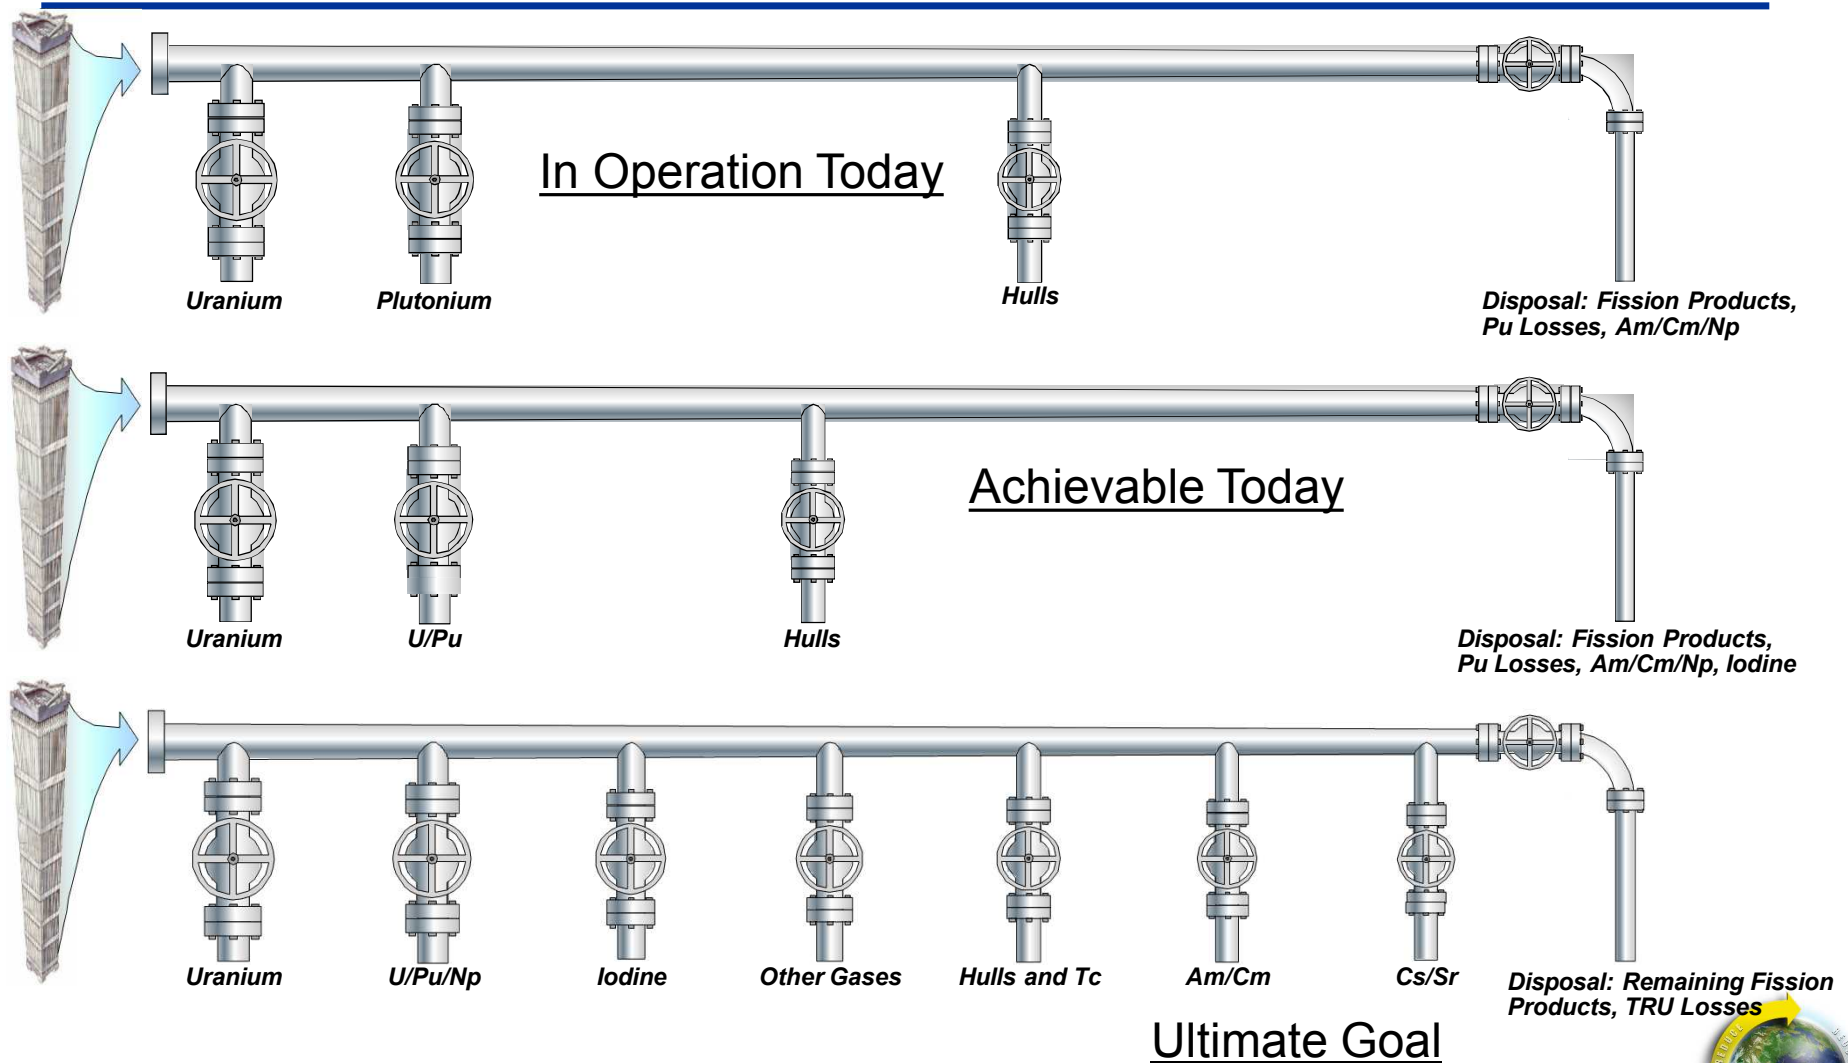 In Operation Today
Uranium
Plutonium
Hulls
Disposal: Fission Products,
Pu Losses, Am/Cm/Np
Achievable Today
Uranium
U/Pu
Hulls
Disposal: Fission Products,
Pu Losses, Am/Cm/Np, Iodine
Uranium
U/Pu/Np
Iodine
Other Gases
Hulls and Tc
Am/Cm
Cs/Sr
Disposal: Remaining Fission
Products, TRU Losses
Ultimate Goal
REDUCE